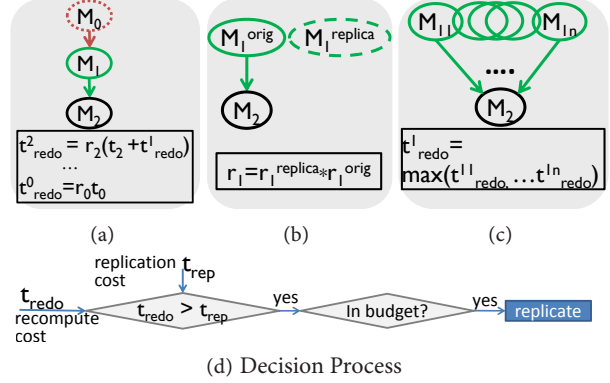 M₀
M₁
M₂
t²redo = r₂(t₂ +t¹redo)
...
t⁰redo=r₀t₀
(a)
M₁orig M₁replica
M₂
r₁=r₁replica*r₁orig
(b)
M₁₁ M₁n
....
M₂
t¹redo=
max(t¹¹redo,...t¹nredo)
(c)
replication cost
trep
tredo
recompute cost
tredo > trep
yes
In budget?
yes
replicate
(d) Decision Process